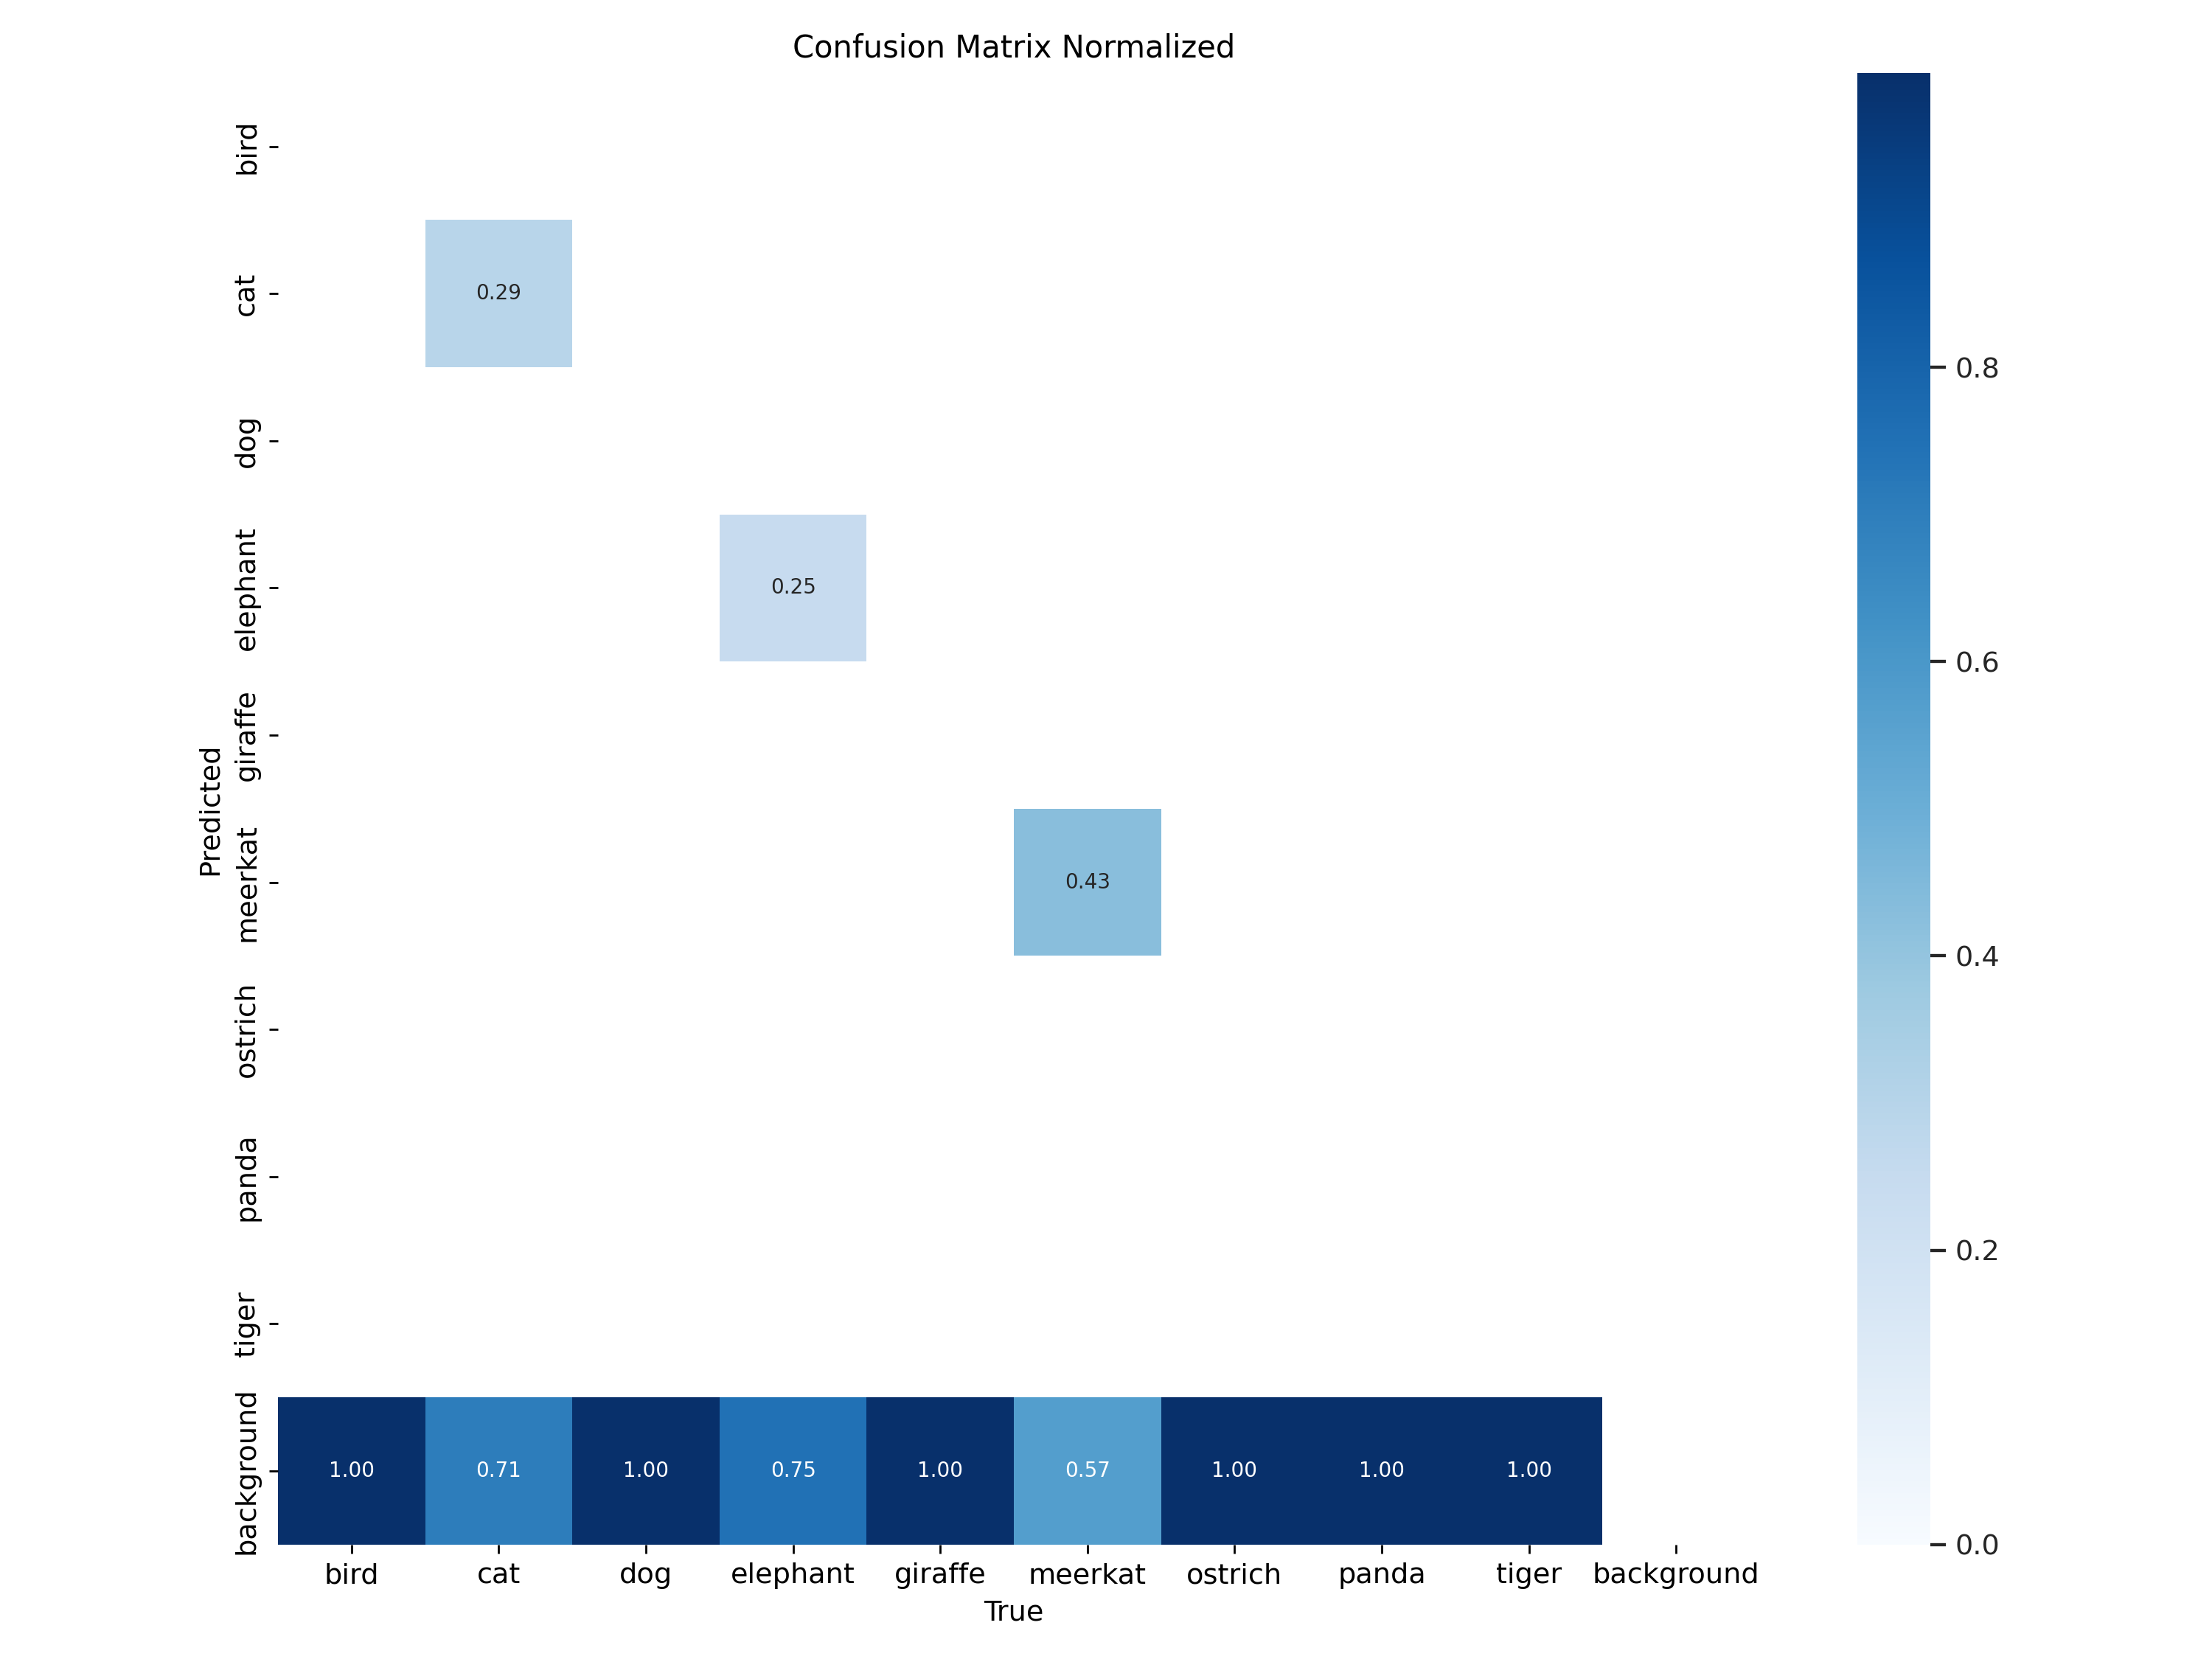 Confusion Matrix Normalized
bird
cat
dog
elephant
giraffe
meerkat
ostrich
panda
tiger
background
Predicted
0.29
0.25
0.43
1.00 0.71 1.00 0.75 1.00 0.57 1.00 1.00 1.00
bird cat dog elephant giraffe meerkat ostrich panda tiger background
True
0.8
0.6
0.4
0.2
0.0